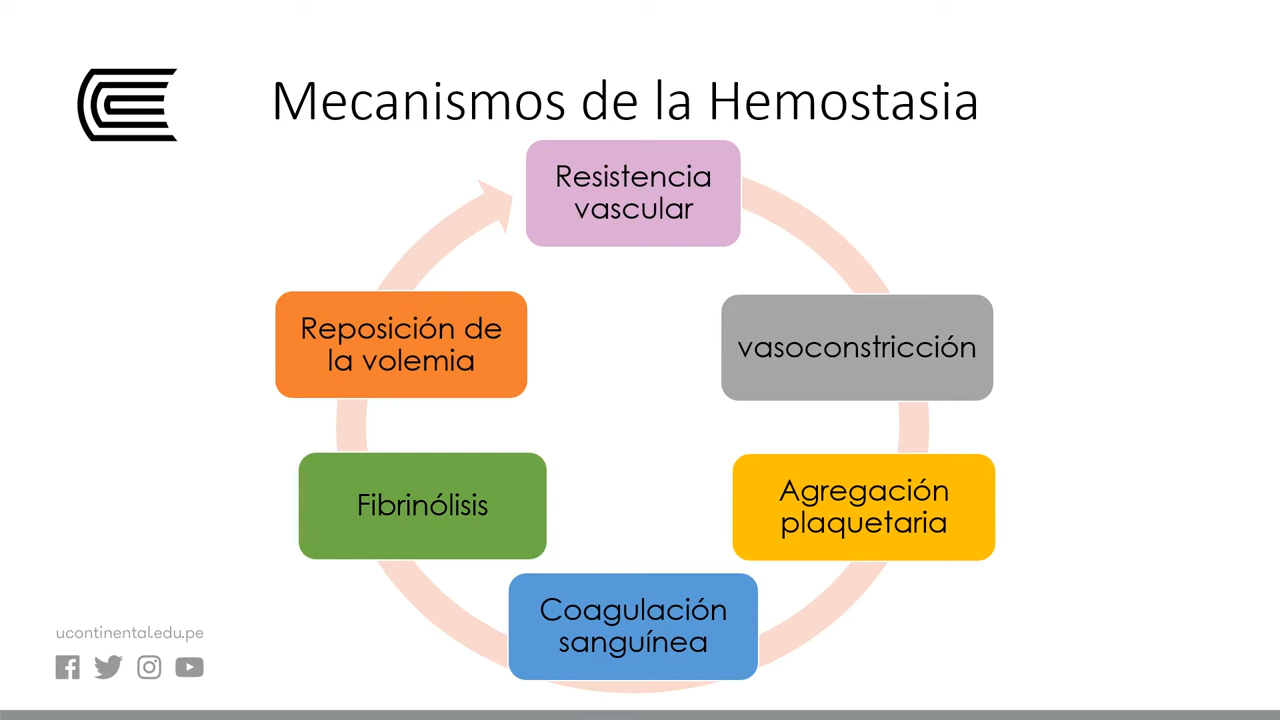 Mecanismos de la Hemostasia
Resistencia
vascular
vasoconstricción
Agregación
plaquetaria
Coagulación
sanguínea
Fibrinólisis
Reposición de
la volemia
ucontinental.edu.pe